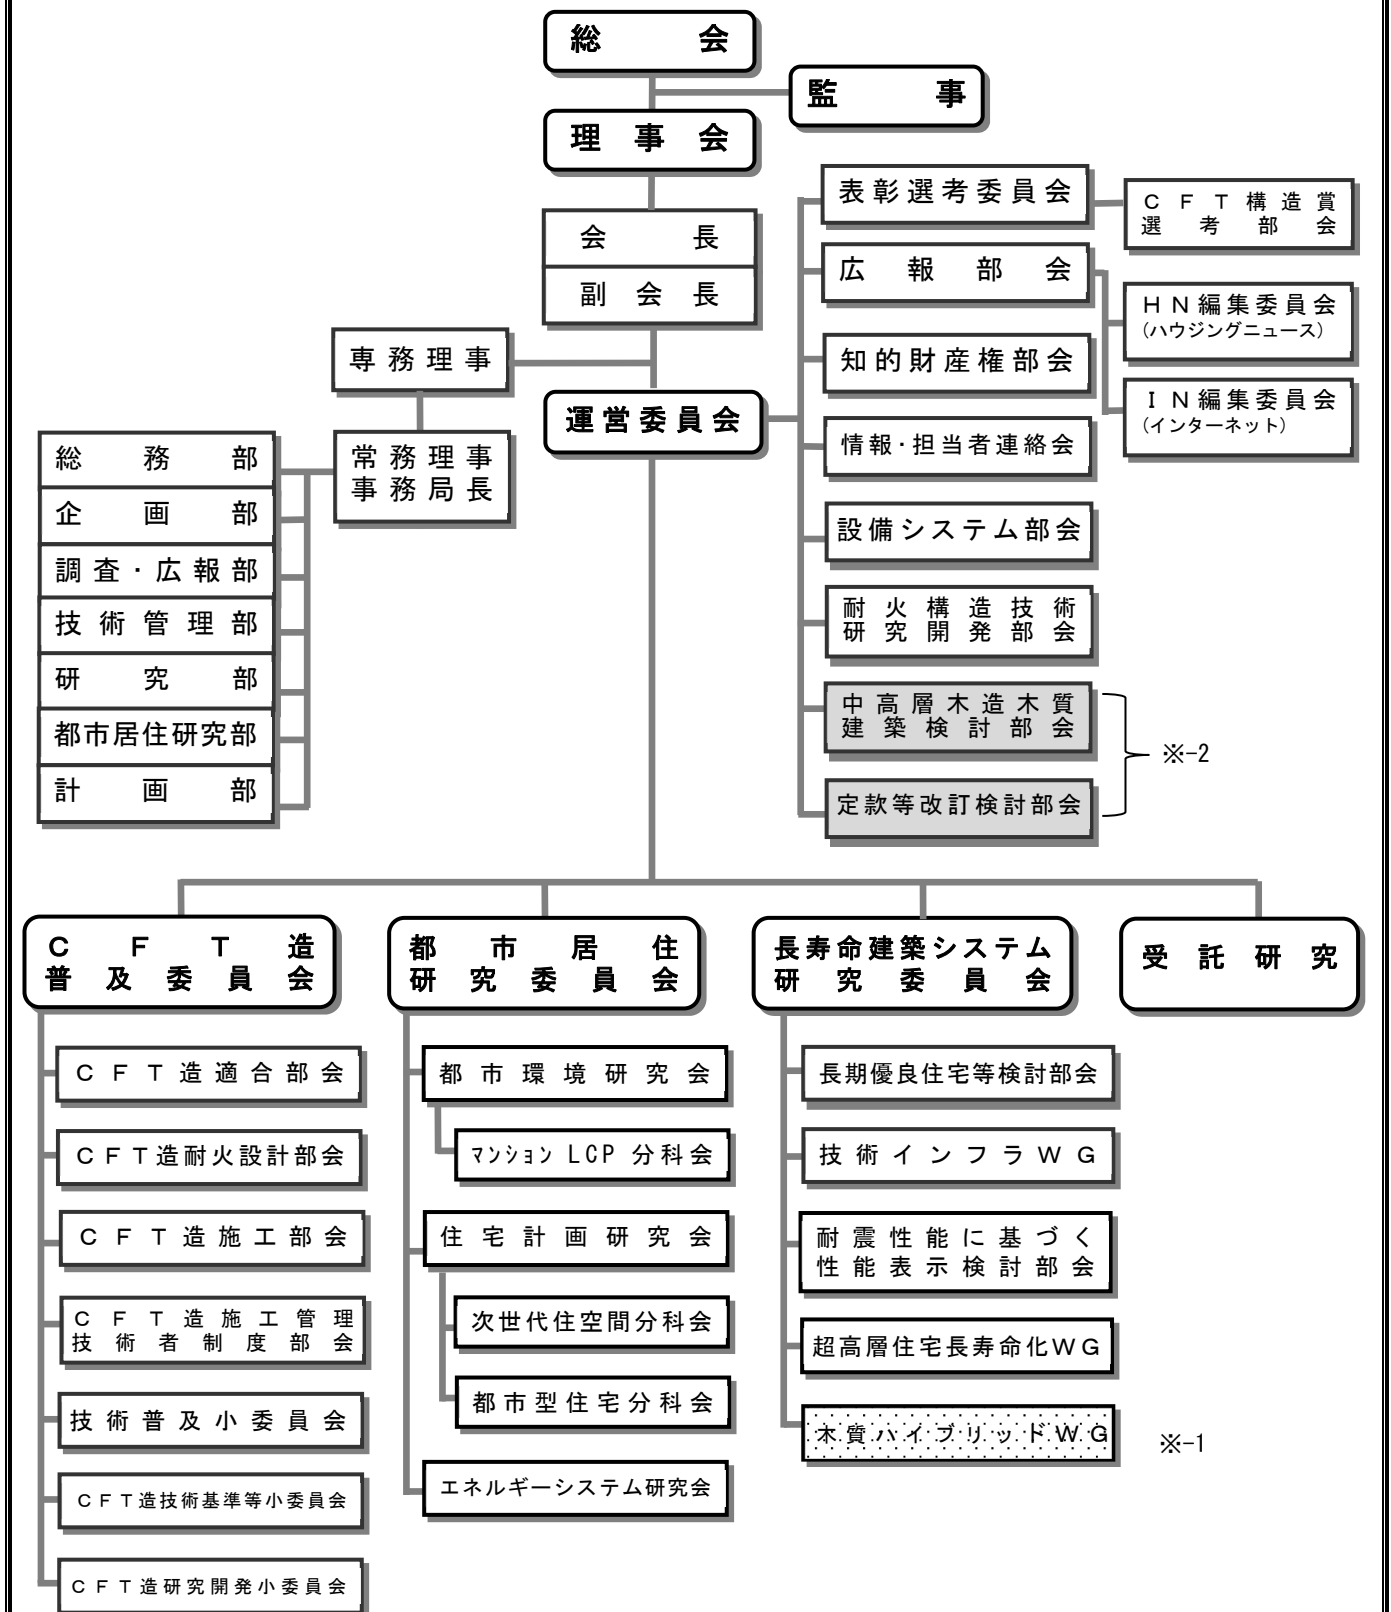 総会
監事
理事会
会長
副会長
専務理事
常務理事
事務局長
運営委員会
総務部
企画部
調査・広報部
技術管理部
研究部
都市居住研究部
計画部
表彰選考委員会
ＣＦＴ構造賞
選考部会
広報部会
ＨＮ編集委員会
(ハウジングニュース)
ＩＮ編集委員会
(インターネット)
知的財産権部会
情報・担当者連絡会
設備システム部会
耐火構造技術
研究開発部会
中高層木造木質
建築検討部会
定款等改訂検討部会
※-2
ＣＦＴ造
普及委員会
ＣＦＴ造適合部会
ＣＦＴ造耐火設計部会
ＣＦＴ造施工部会
ＣＦＴ造施工管理
技術者制度部会
技術普及小委員会
ＣＦＴ造技術基準等小委員会
ＣＦＴ造研究開発小委員会
都市居住
研究委員会
都市環境研究会
ﾏﾝｼｮﾝ LCP 分科会
住宅計画研究会
次世代住空間分科会
都市型住宅分科会
エネルギーシステム研究会
長寿命建築システム
研究委員会
長期優良住宅等検討部会
技術インフラＷＧ
耐震性能に基づく
性能表示検討部会
超高層住宅長寿命化ＷＧ
木質ハイブリッドＷＧ
※-1
受託研究